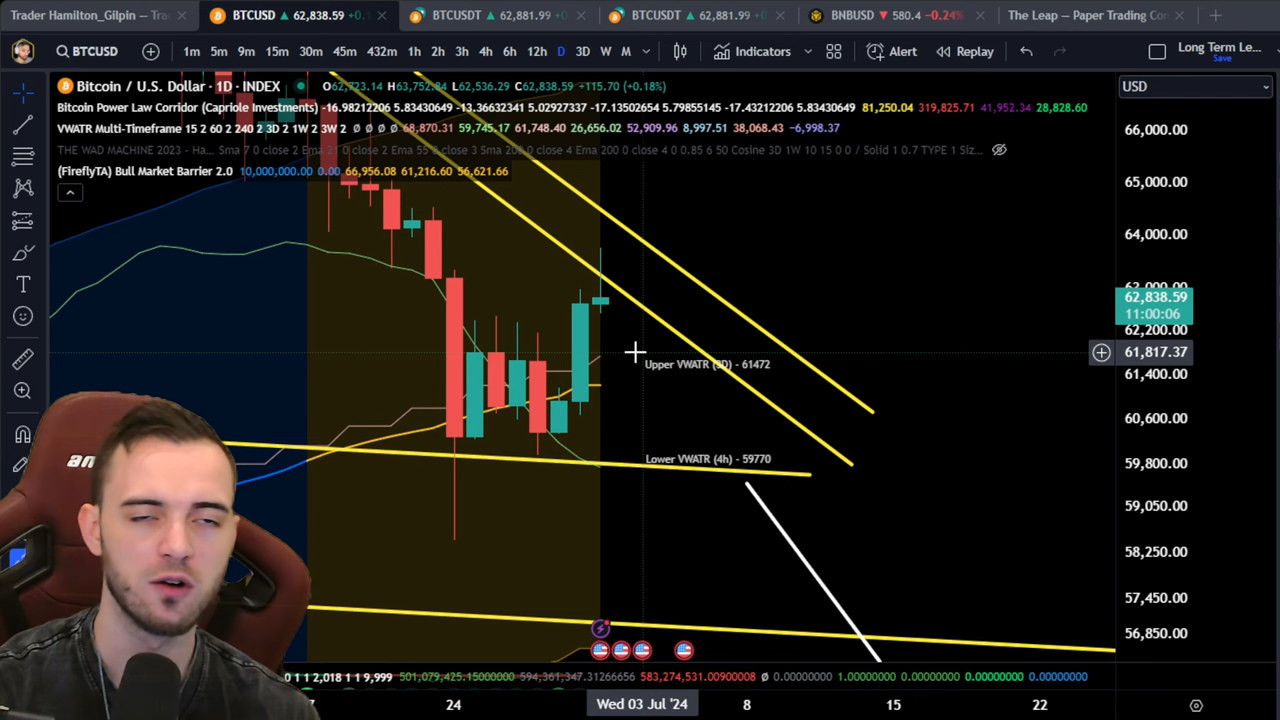 Trader Hamilton_Gilpin — Tra
BTCUSD ▲ 62,838.59 +0.1
BTCUSDT ▲ 62,881.99 +0
BTCUSDT ▲ 62,881.99 +0
BNBUSD ▼ 580.4 −0.24%
The Leap — Paper Trading Co
BTCUSD
1m 5m 9m 15m 30m 45m 432m 1h 2h 3h 4h 6h 12h D 3D W M
Indicators
Alert
Replay
Long Term Le...
Save
Bitcoin / U.S. Dollar · 1D · INDEX
O62,723.14 H63,752.84 L62,536.29 C62,838.59 +115.70 (+0.18%)
USD
Bitcoin Power Law Corridor (Capriole Investments) -16.98212206 5.83430649 -13.36632341 5.02927337 -17.13502654 5.79855145 -17.43212206 5.83430649 81,250.04 319,825.71 41,952.34 28,828.60
VWATR Multi-Timeframe 15 2 60 2 240 2 3D 2 1W 2 3W 2 Ø Ø Ø Ø 68,870.31 59,745.17 61,748.40 26,656.02 52,909.96 8,997.51 38,068.43 −6,998.37
THE WAD MACHINE 2023 - Ha... Sma 7 0 close 2 Ema 21 0 close 2 Ema 55 2 close 3 Sma 200 0 close 4 Ema 200 0 close 4 0 0.85 6 50 Cosine 3D 1W 10 15 0 0 / Solid 1 0.7 TYPE 1 Siz...
(FireflyTA) Bull Market Barrier 2.0 10,000,000.00 0.00 66,956.08 61,216.60 56,621.66
66,000.00
65,000.00
64,000.00
62,838.59
11:00:06
62,200.00
61,817.37
61,400.00
60,600.00
59,800.00
59,050.00
58,250.00
57,450.00
56,850.00
Upper VWATR (3D) - 61472
Lower VWATR (4h) - 59770
an
0 1 1 2,018 1 1 9,999 501,079,425.15000000 594,361,347.31266656 583,274,531.00900008 Ø 0.00000000 1.00000000 0.00000000 0.00000000 0.00000000
24
Wed 03 Jul '24
8
15
22